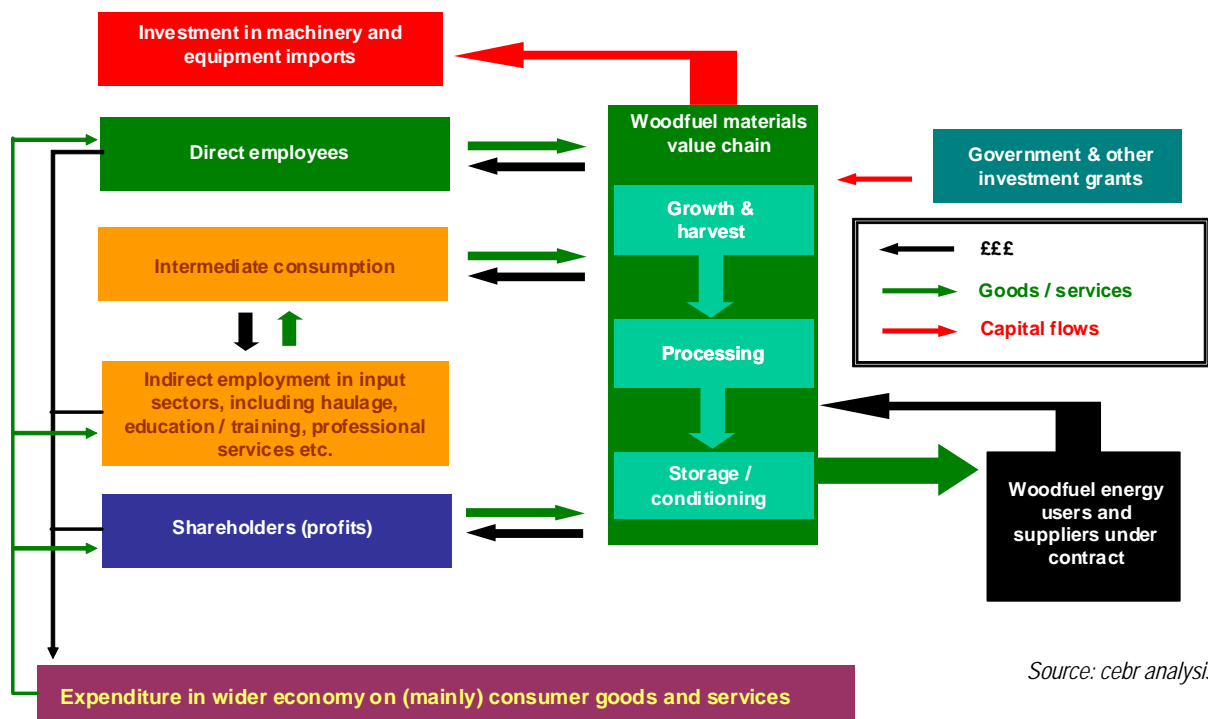 Investment in machinery and
equipment imports
Direct employees
Intermediate consumption
Indirect employment in input
sectors, including haulage,
education / training, professional
services etc.
Shareholders (profits)
Woodfuel materials
value chain
Growth &
harvest
Processing
Storage /
conditioning
Government & other
investment grants
£££
Goods / services
Capital flows
Woodfuel energy
users and
suppliers under
contract
Expenditure in wider economy on (mainly) consumer goods and services
Source: cebr analysis